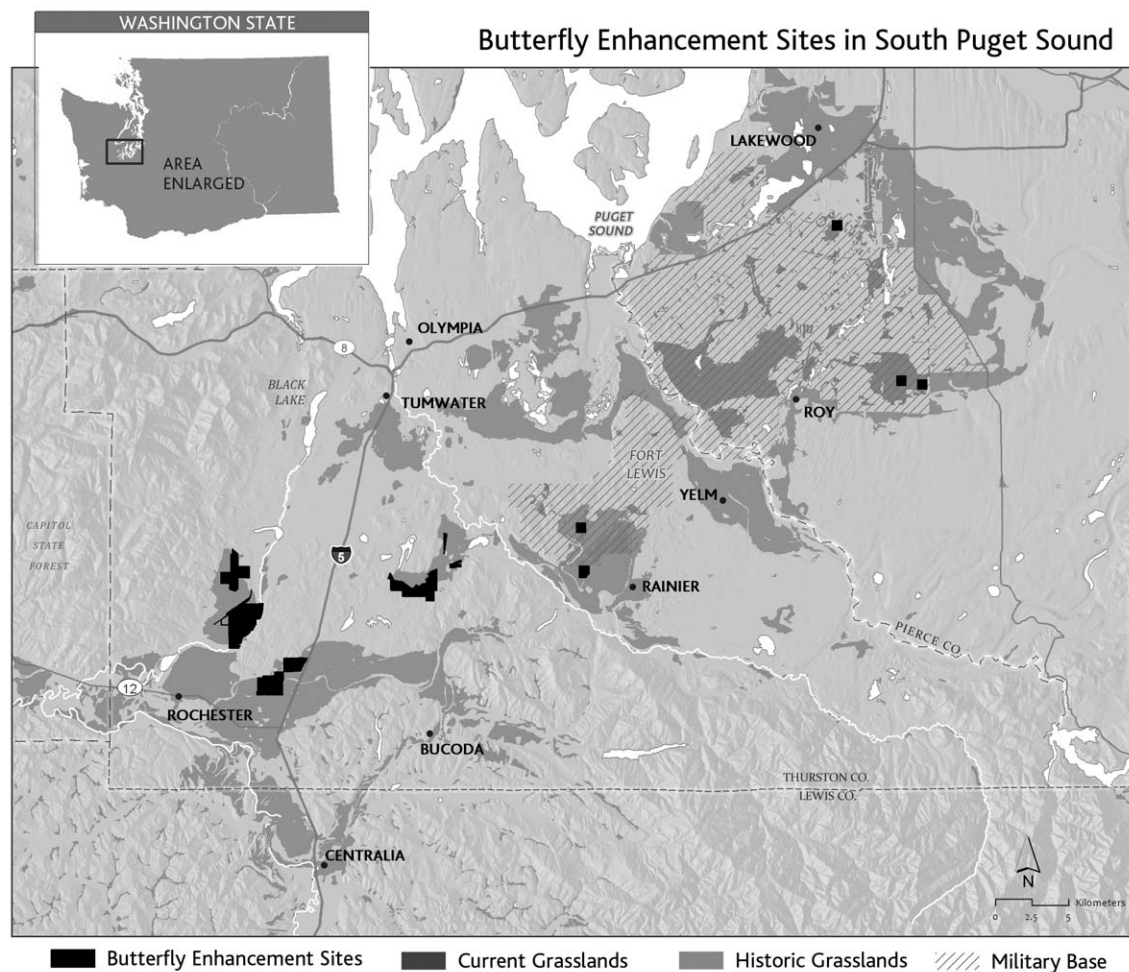 WASHINGTON STATE
AREA
ENLARGED
Butterfly Enhancement Sites in South Puget Sound
LAKEWOOD
PUGET
SOUND
OLYMPIA
8
BLACK
LAKE
TUMWATER
ROY
FORT
LEWIS
YELM
CAPITOL
STATE
FOREST
5
RAINIER
PIERCE CO.
12
ROCHESTER
BUCODA
THURSTON CO.
LEWIS CO.
CENTRALIA
N
Kilometers
0 2.5 5
Butterfly Enhancement Sites Current Grasslands Historic Grasslands Military Base